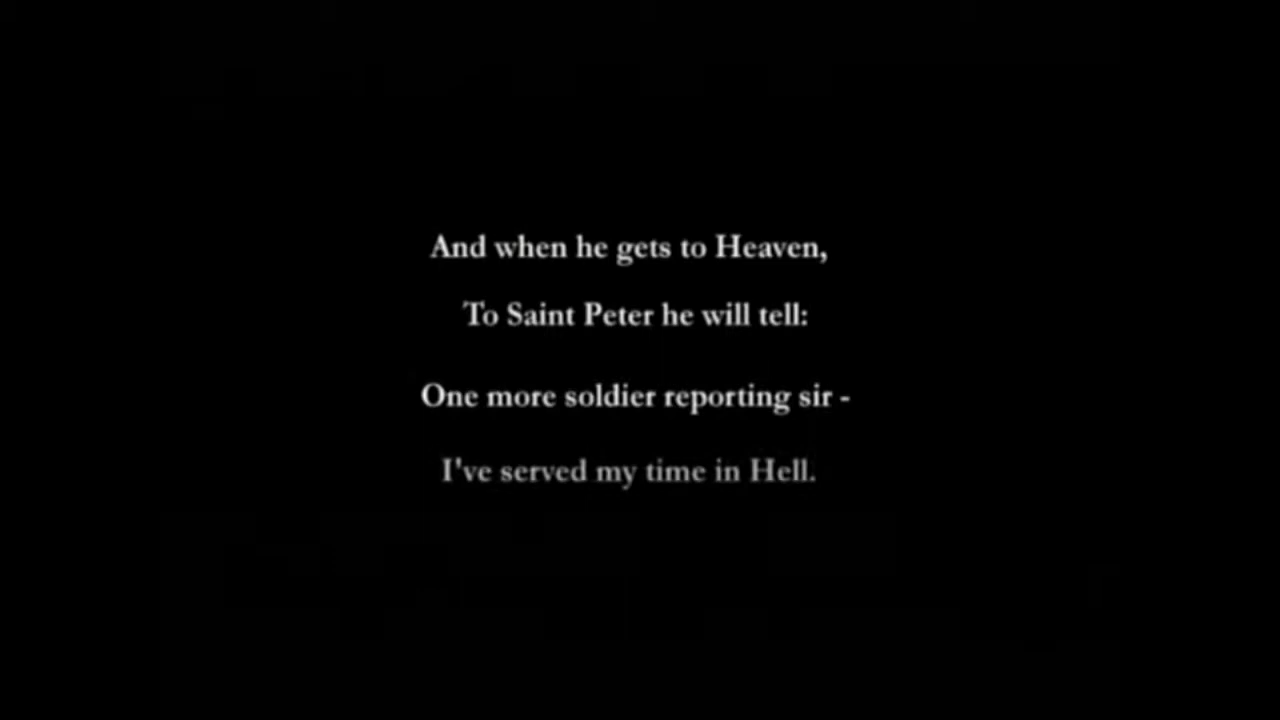 And when he gets to Heaven,
To Saint Peter he will tell:
One more soldier reporting sir -
I've served my time in Hell.